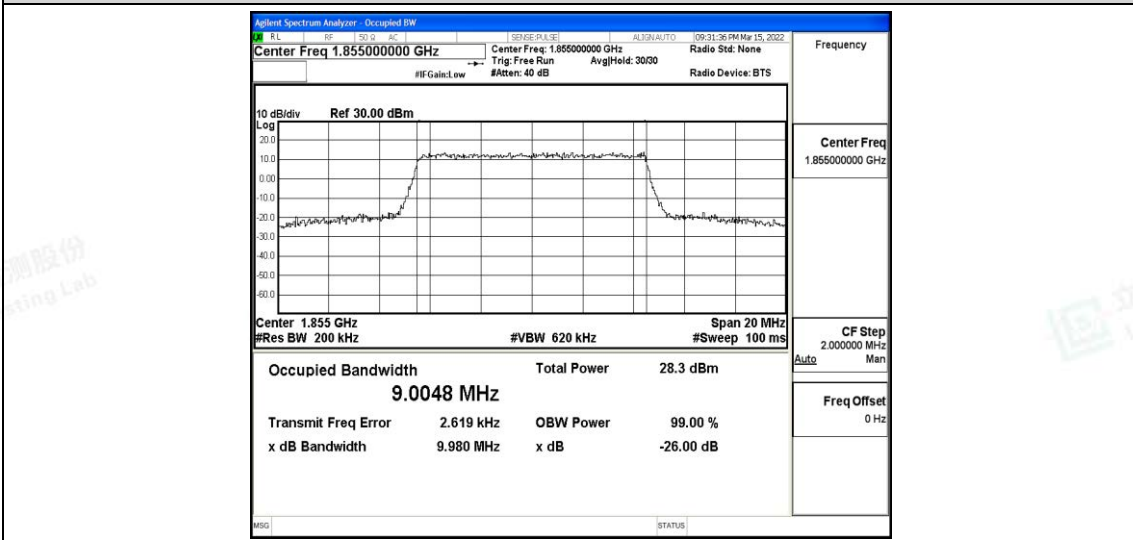 Agilent Spectrum Analyzer - Occupied BW
RL RF 50 Ω AC SENSE:PULSE ALIGNAUTO 09:31:36 PM Mar 15, 2022
Center Freq 1.855000000 GHz Center Freq: 1.855000000 GHz Radio Std: None Frequency
Trig: Free Run Avg|Hold: 30/30
#IFGain:Low #Atten: 40 dB Radio Device: BTS
10 dB/div Ref 30.00 dBm
Log
20.0
10.0
0.00
-10.0
-20.0
-30.0
-40.0
-50.0
-60.0
Center 1.855 GHz Span 20 MHz
#Res BW 200 kHz #VBW 620 kHz #Sweep 100 ms
Occupied Bandwidth Total Power 28.3 dBm
9.0048 MHz
Transmit Freq Error 2.619 kHz OBW Power 99.00 %
x dB Bandwidth 9.980 MHz x dB -26.00 dB
Center Freq
1.855000000 GHz
CF Step
2.000000 MHz
Auto Man
Freq Offset
0 Hz
MSG STATUS
测股份
sting Lab
立